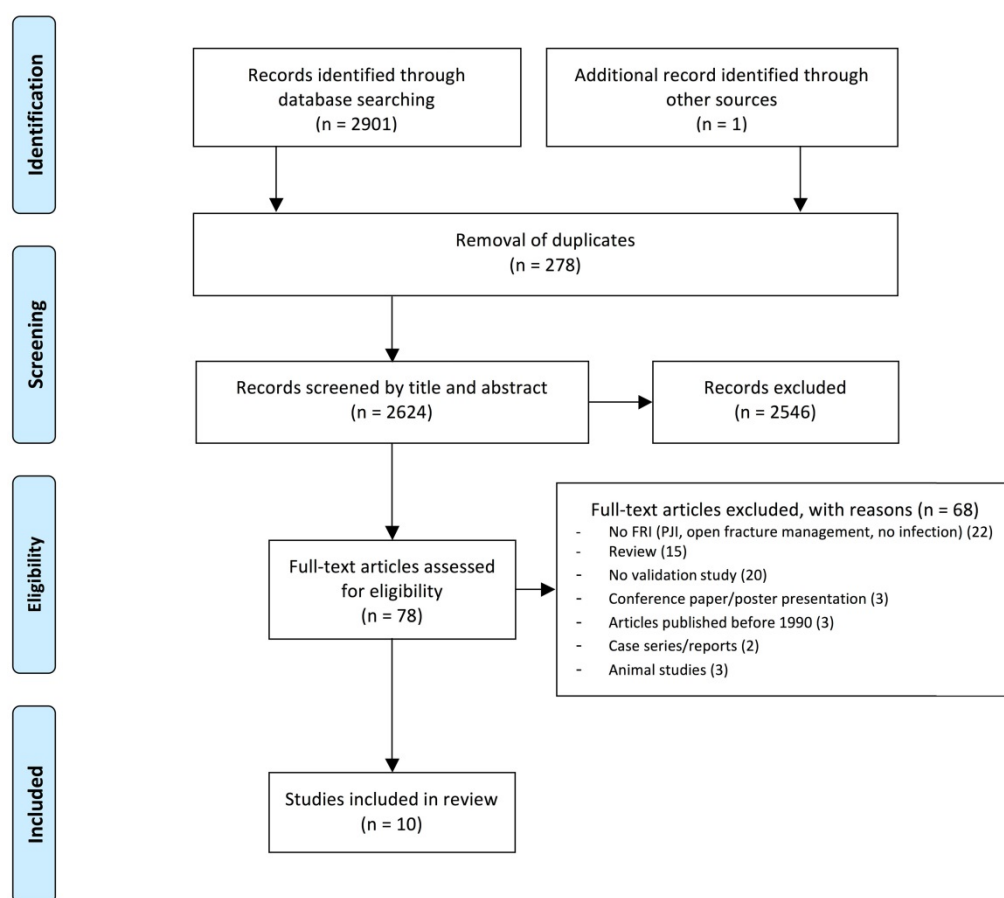 Identification
Records identified through
database searching
(n = 2901)
Additional record identified through
other sources
(n = 1)
Removal of duplicates
(n = 278)
Screening
Records screened by title and abstract
(n = 2624)
Records excluded
(n = 2546)
Eligibility
Full-text articles assessed
for eligibility
(n = 78)
Full-text articles excluded, with reasons (n = 68)
- No FRI (PJI, open fracture management, no infection) (22)
- Review (15)
- No validation study (20)
- Conference paper/poster presentation (3)
- Articles published before 1990 (3)
- Case series/reports (2)
- Animal studies (3)
Included
Studies included in review
(n = 10)